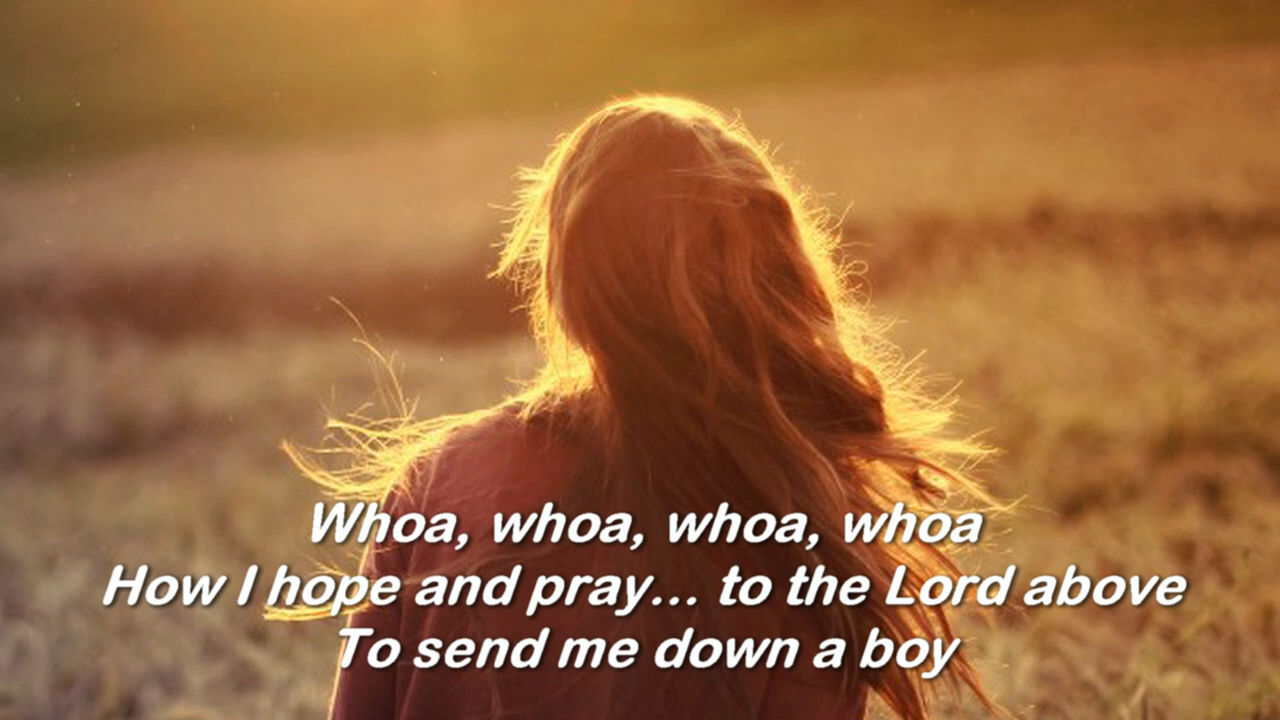 Whoa, whoa, whoa, whoa
How I hope and pray... to the Lord above
To send me down a boy